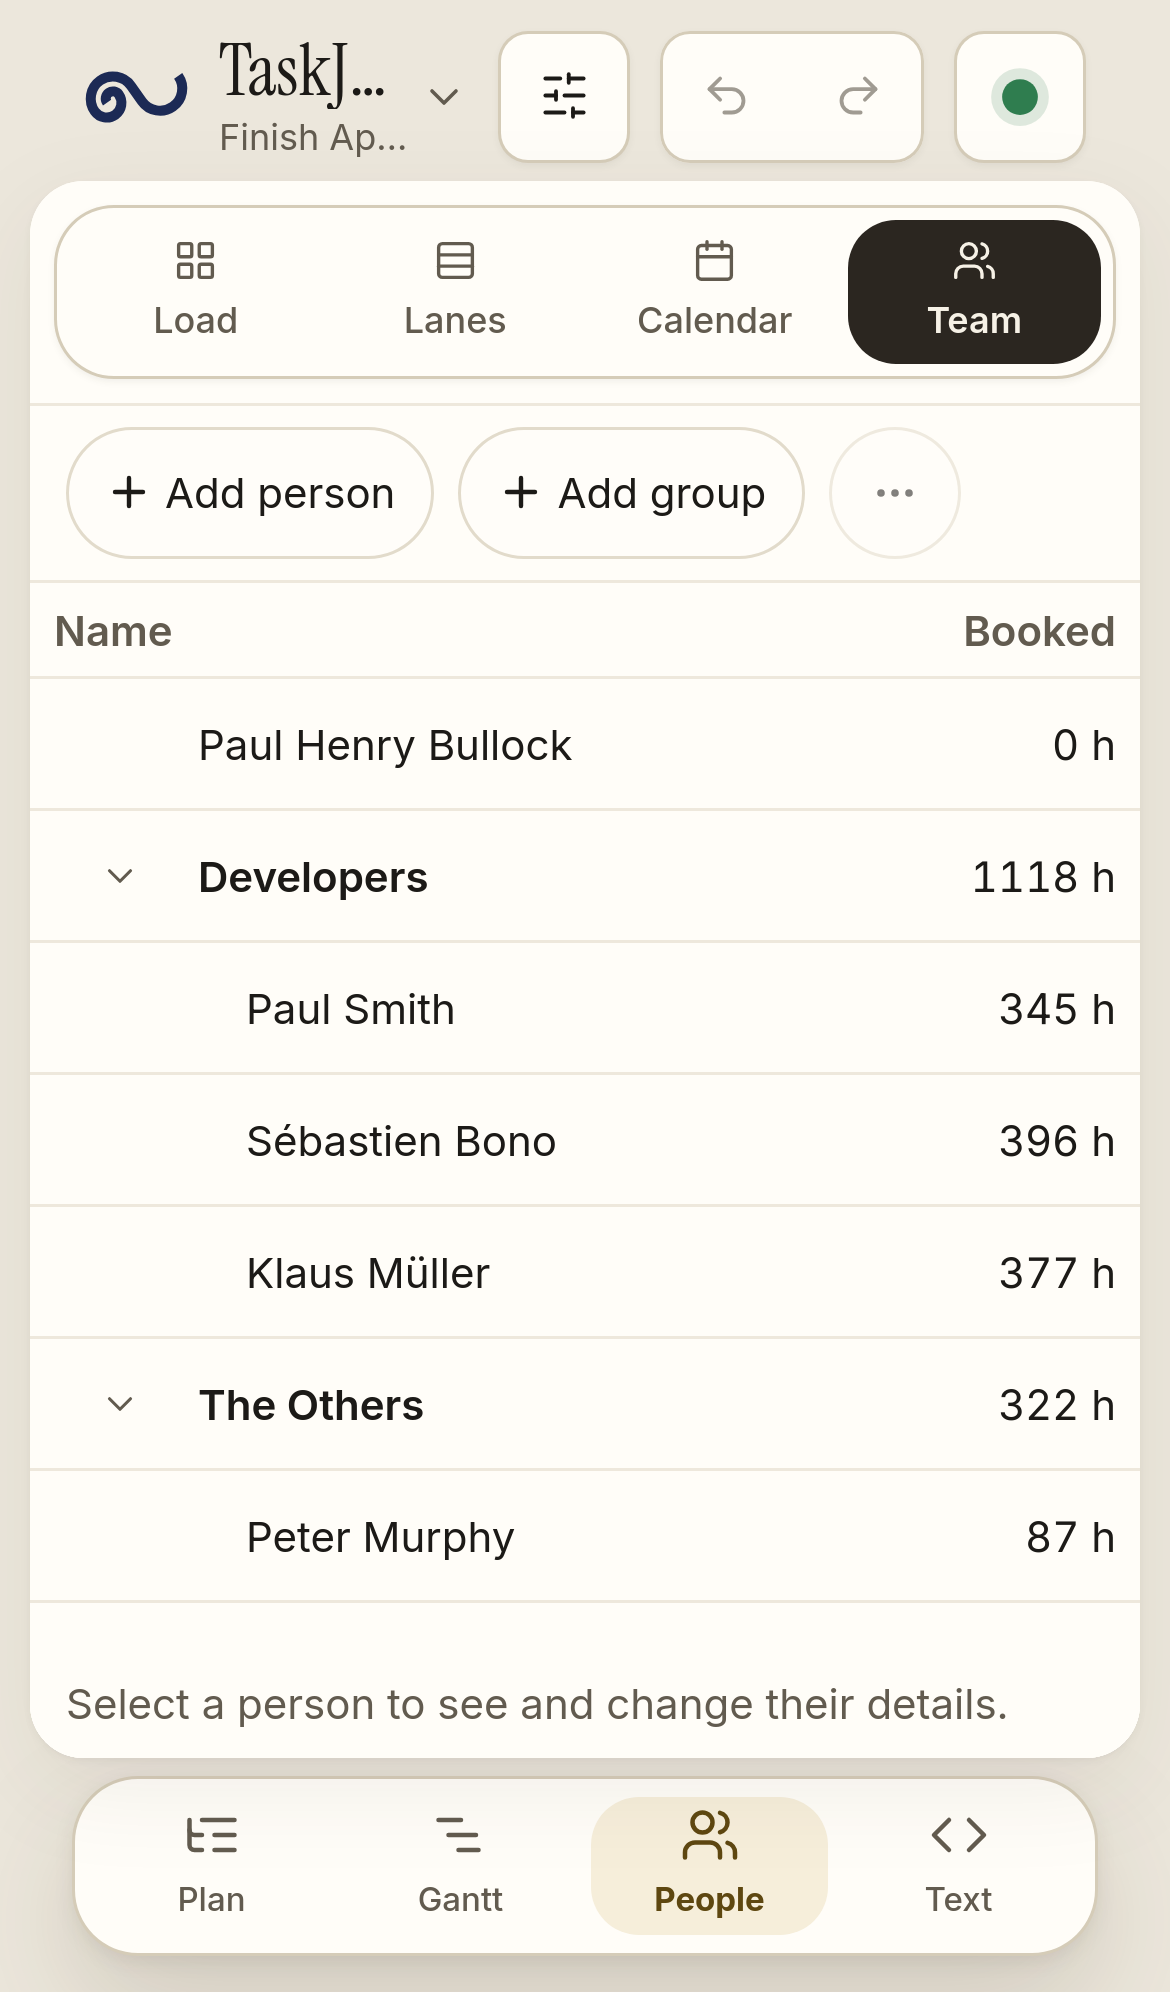 TaskJ...
Finish Ap...
Load
Lanes
Calendar
Team
+ Add person
+ Add group
...
Name Booked
Paul Henry Bullock 0 h
Developers 1118 h
Paul Smith 345 h
Sébastien Bono 396 h
Klaus Müller 377 h
The Others 322 h
Peter Murphy 87 h
Select a person to see and change their details.
Plan
Gantt
People
Text